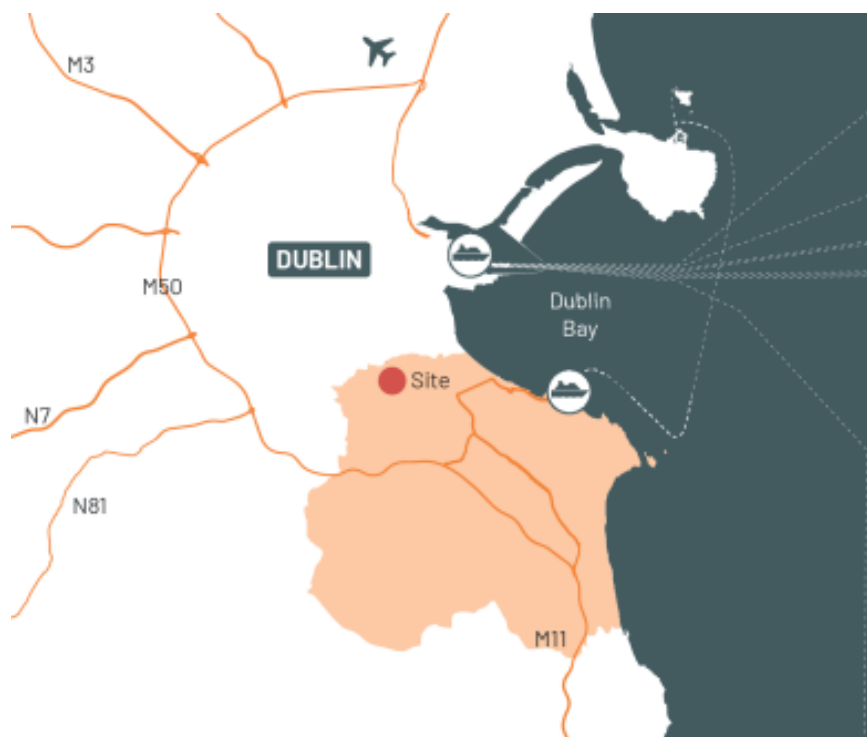 M3
DUBLIN
M50
Dublin
Bay
Site
N7
N81
M11